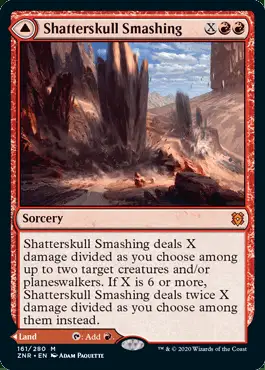 Shatterskull Smashing XRR
Sorcery
Shatterskull Smashing deals X
damage divided as you choose among
up to two target creatures and/or
planeswalkers. If X is 6 or more,
Shatterskull Smashing deals twice X
damage divided as you choose among
them instead.
Land T: Add R.
161/280 M
ZNR • EN ADAM PAQUETTE
™ & © 2020 Wizards of the Coast